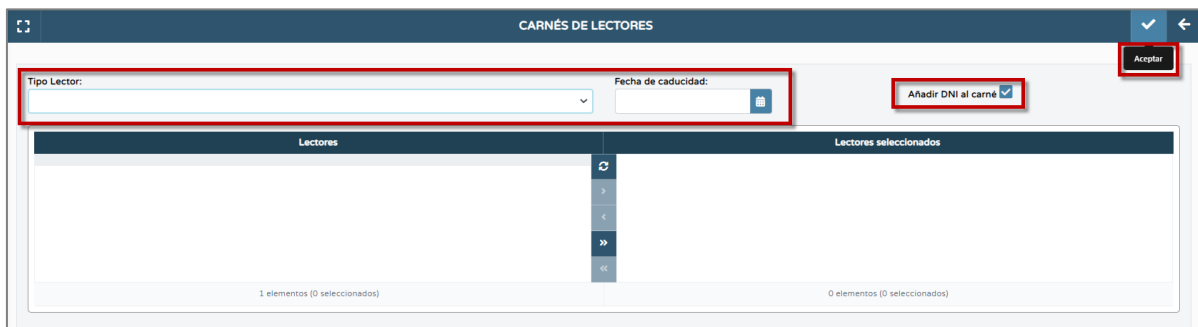 CARNÉS DE LECTORES
Aceptar
Tipo Lector:
Fecha de caducidad:
Añadir DNI al carné
Lectores
Lectores seleccionados
1 elementos (0 seleccionados)
0 elementos (0 seleccionados)